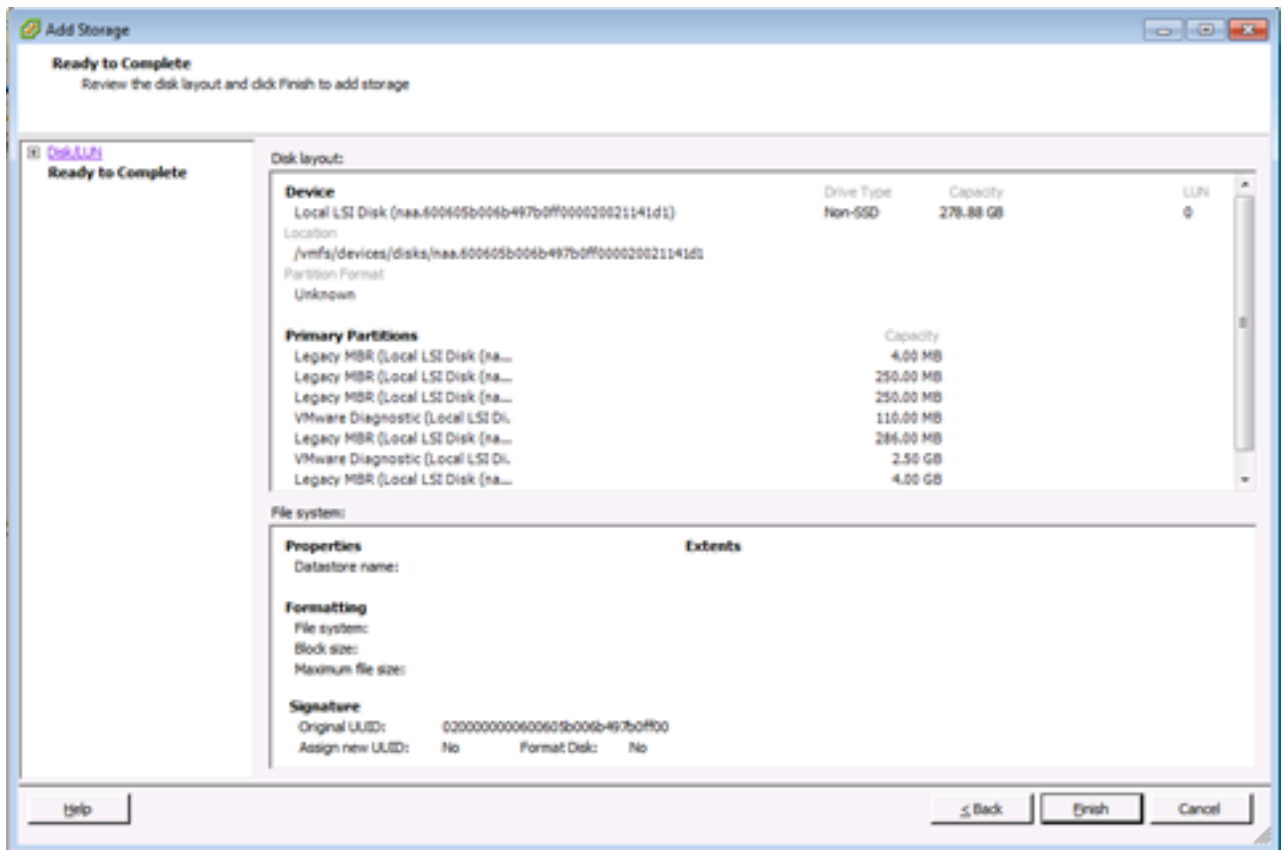 Add Storage
Ready to Complete
Review the disk layout and click Finish to add storage
Disk/LUN
Ready to Complete
Disk layout:
Device Drive Type Capacity LUN
Local LSI Disk (naa.600605b006b497b0ff000020021141d1) Non-SSD 278.88 GB 0
Location
/vmfs/devices/disks/naa.600605b006b497b0ff000020021141d1
Partition Format
Unknown
Primary Partitions Capacity
Legacy MBR (Local LSI Disk (na... 4.00 MB
Legacy MBR (Local LSI Disk (na... 250.00 MB
Legacy MBR (Local LSI Disk (na... 250.00 MB
VMware Diagnostic (Local LSI Di. 110.00 MB
Legacy MBR (Local LSI Disk (na... 286.00 MB
VMware Diagnostic (Local LSI Di. 2.50 GB
Legacy MBR (Local LSI Disk (na... 4.00 GB
File system:
Properties Extents
Datastore name:
Formatting
File system:
Block size:
Maximum file size:
Signature
Original UUID: 0200000000600605b006b497b0ff00
Assign new UUID: No Format Disk: No
Help < Back Finish Cancel